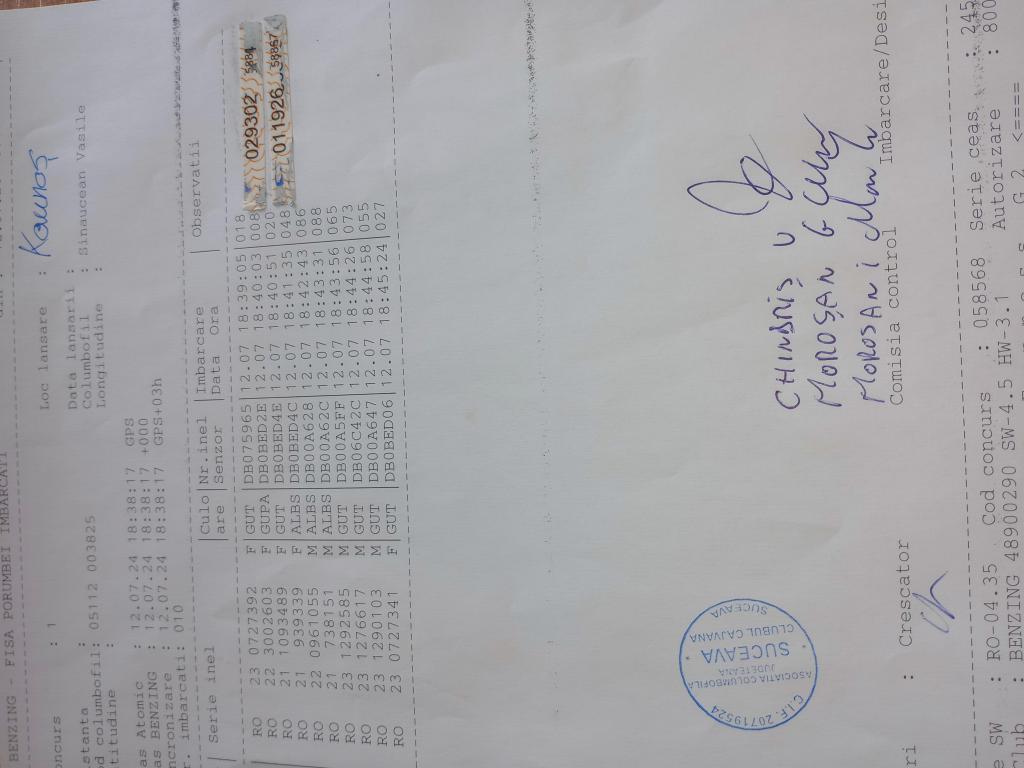 BENZING - FISA PORUMBEI IMBARCATI
oncurs : 1 Loc lansare : Kaunas
istanta : Data lansarii :
od columbofil: 05112 003825 Columbofil : Sinaucean Vasile
titudine : Longitudine :
as Atomic : 12.07.24 18:38:17 GPS
as BENZING : 12.07.24 18:38:17 +000
ncronizare : 12.07.24 18:38:17 GPS+03h
r. imbarcati: 010
Serie inel |Culo |Nr.inel |Imbarcare | Observatii
|are |Senzor |Data Ora |
RO 23 0727392 F |GUT |DB075965|12.07 18:39:05|018
RO 22 3002603 F |GUPA |DB0BED2E|12.07 18:40:03|008
RO 21 1093489 F |GUT |DB0BED4E|12.07 18:40:51|020
RO 21 939939 F |ALBS |DB0BED4C|12.07 18:41:35|048
RO 22 0961055 M |ALBS |DB00A628|12.07 18:42:43|086
RO 21 738151 M |ALBS |DB00A62C|12.07 18:43:31|088
RO 23 1292585 M |GUT |DB00A5FF|12.07 18:43:56|065
RO 23 1276617 M |GUT |DB06C42C|12.07 18:44:26|073
RO 23 1290103 M |GUT |DB00A647|12.07 18:44:58|055
RO 23 0727341 F |GUT |DB0BED06|12.07 18:45:24|027
029302 5884
011926 58867
ASOCIATIA COLUMBOFILA
JUDETEANA
SUCEAVA
CLUBUL CAJVANA
SUCEAVA
C.I.F. 20719524
CHINDRIȘ V
MOROȘAN G
MOROSAN i
ri : Crescator Comisia control Imbarcare/Desi
e SW : RO-04.35 Cod concurs : 058568 Serie ceas : 245
club : BENZING 48900290 SW-4.5 HW-3.1 Autorizare : 800
G 2 <====